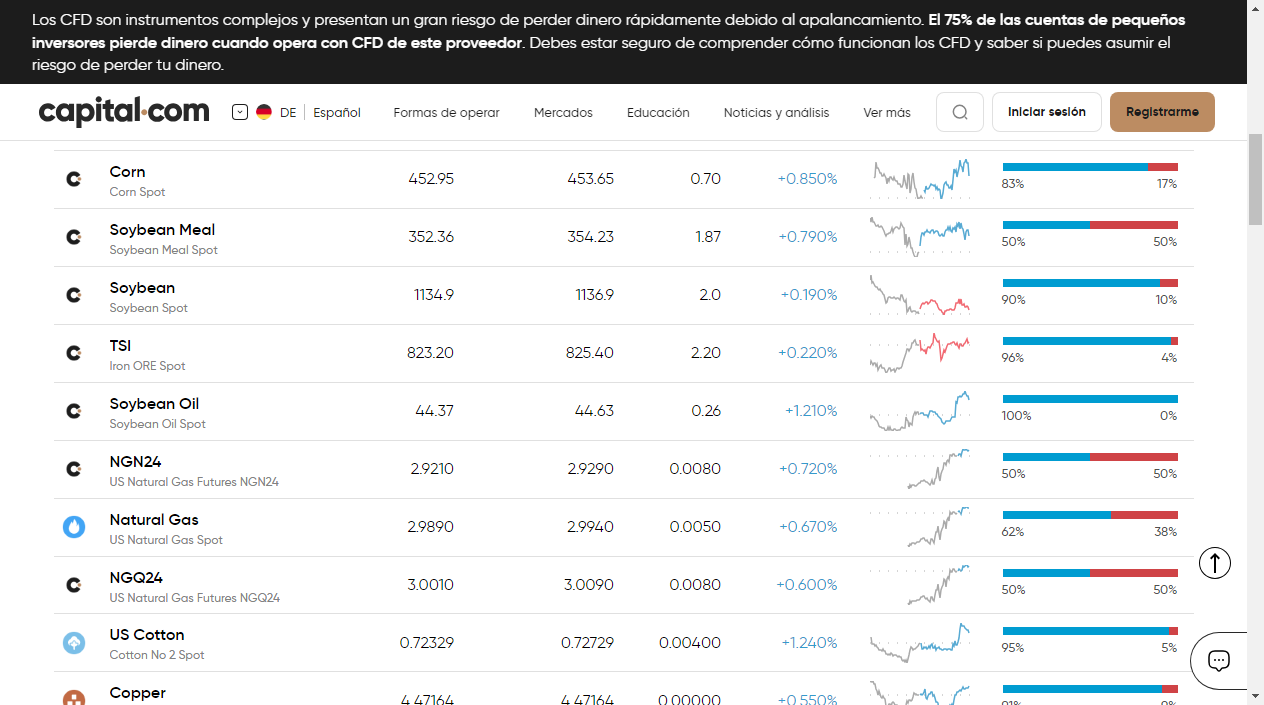 Los CFD son instrumentos complejos y presentan un gran riesgo de perder dinero rápidamente debido al apalancamiento. El 75% de las cuentas de pequeños
inversores pierde dinero cuando opera con CFD de este proveedor. Debes estar seguro de comprender cómo funcionan los CFD y saber si puedes asumir el
riesgo de perder tu dinero.
capital.com DE Español Formas de operar Mercados Educación Noticias y análisis Ver más Iniciar sesión Registrarme
Corn 452.95 453.65 0.70 +0.850%
Corn Spot 83% 17%
Soybean Meal 352.36 354.23 1.87 +0.790%
Soybean Meal Spot 50% 50%
Soybean 1134.9 1136.9 2.0 +0.190%
Soybean Spot 90% 10%
TSI 823.20 825.40 2.20 +0.220%
Iron ORE Spot 96% 4%
Soybean Oil 44.37 44.63 0.26 +1.210%
Soybean Oil Spot 100% 0%
NGN24 2.9210 2.9290 0.0080 +0.720%
US Natural Gas Futures NGN24 50% 50%
Natural Gas 2.9890 2.9940 0.0050 +0.670%
US Natural Gas Spot 62% 38%
NGQ24 3.0010 3.0090 0.0080 +0.600%
US Natural Gas Futures NGQ24 50% 50%
US Cotton 0.72329 0.72729 0.00400 +1.240%
Cotton No 2 Spot 95% 5%
Copper 4.47164 4.47164 0.00000 +0.550%
91% 9%